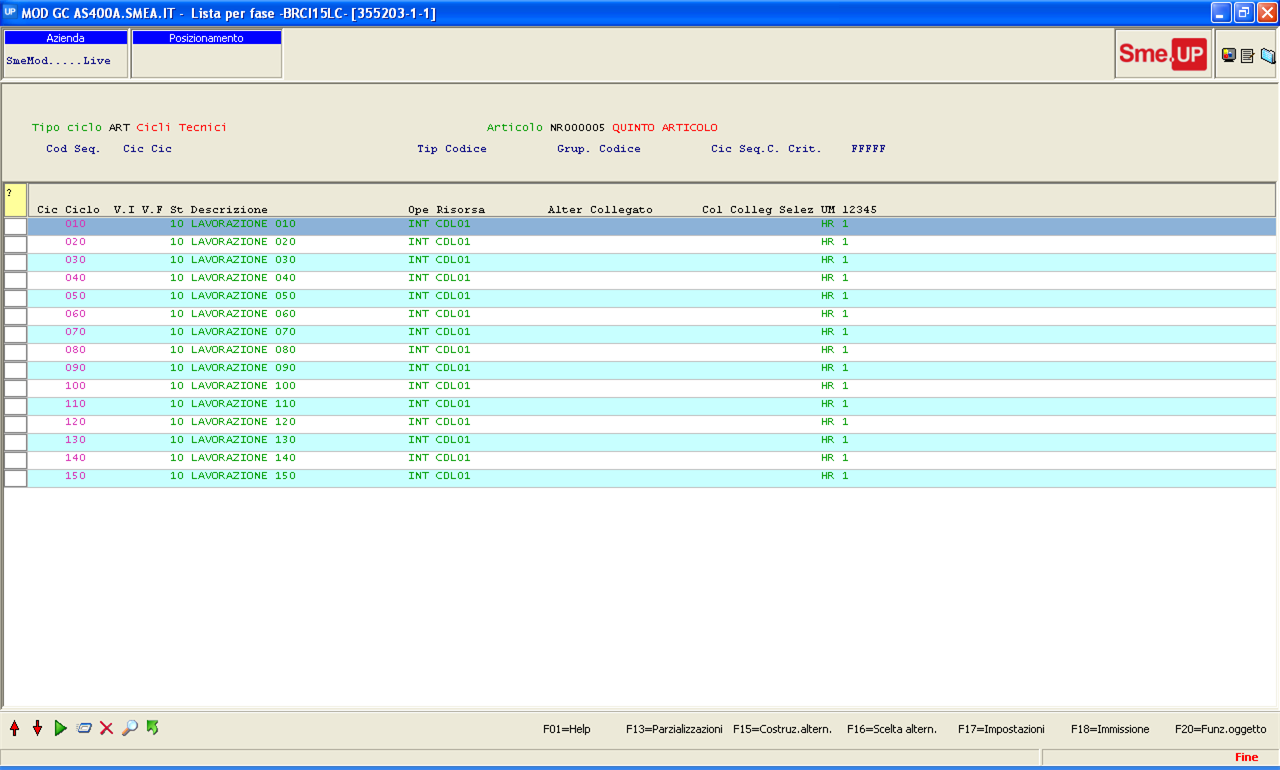 UP MOD GC AS400A.SMEA.IT - Lista per fase -BRCI15LC- [355203-1-1]
Azienda Posizionamento
SmeMod.....Live
Sme.UP
Tipo ciclo ART Cicli Tecnici Articolo NR000005 QUINTO ARTICOLO
Cod Seq. Cic Cic Tip Codice Grup. Codice Cic Seq.C. Crit. FFFFF
?
Cic Ciclo V.I V.F St Descrizione Ope Risorsa Alter Collegato Col Colleg Selez UM 12345
010 10 LAVORAZIONE 010 INT CDL01 HR 1
020 10 LAVORAZIONE 020 INT CDL01 HR 1
030 10 LAVORAZIONE 030 INT CDL01 HR 1
040 10 LAVORAZIONE 040 INT CDL01 HR 1
050 10 LAVORAZIONE 050 INT CDL01 HR 1
060 10 LAVORAZIONE 060 INT CDL01 HR 1
070 10 LAVORAZIONE 070 INT CDL01 HR 1
080 10 LAVORAZIONE 080 INT CDL01 HR 1
090 10 LAVORAZIONE 090 INT CDL01 HR 1
100 10 LAVORAZIONE 100 INT CDL01 HR 1
110 10 LAVORAZIONE 110 INT CDL01 HR 1
120 10 LAVORAZIONE 120 INT CDL01 HR 1
130 10 LAVORAZIONE 130 INT CDL01 HR 1
140 10 LAVORAZIONE 140 INT CDL01 HR 1
150 10 LAVORAZIONE 150 INT CDL01 HR 1
F01=Help F13=Parzializzazioni F15=Costruz.altern. F16=Scelta altern. F17=Impostazioni F18=Immissione F20=Funz.oggetto
Fine